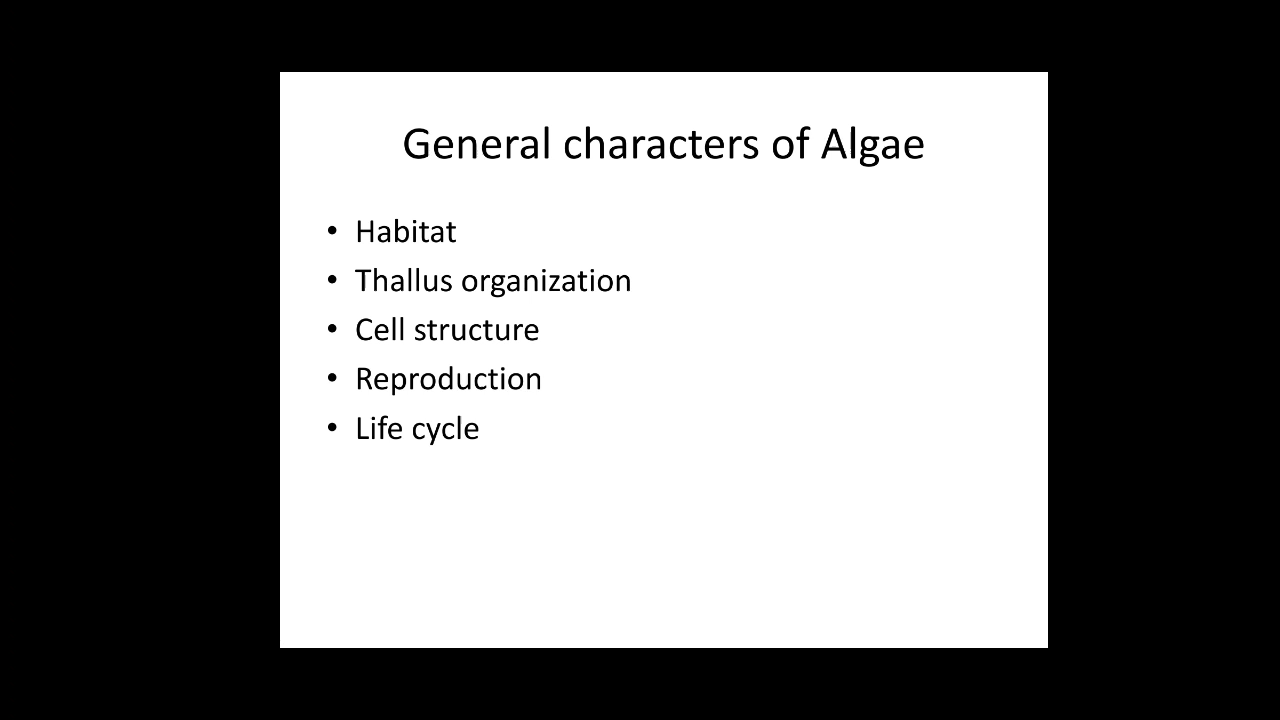 General characters of Algae
• Habitat
• Thallus organization
• Cell structure
• Reproduction
• Life cycle